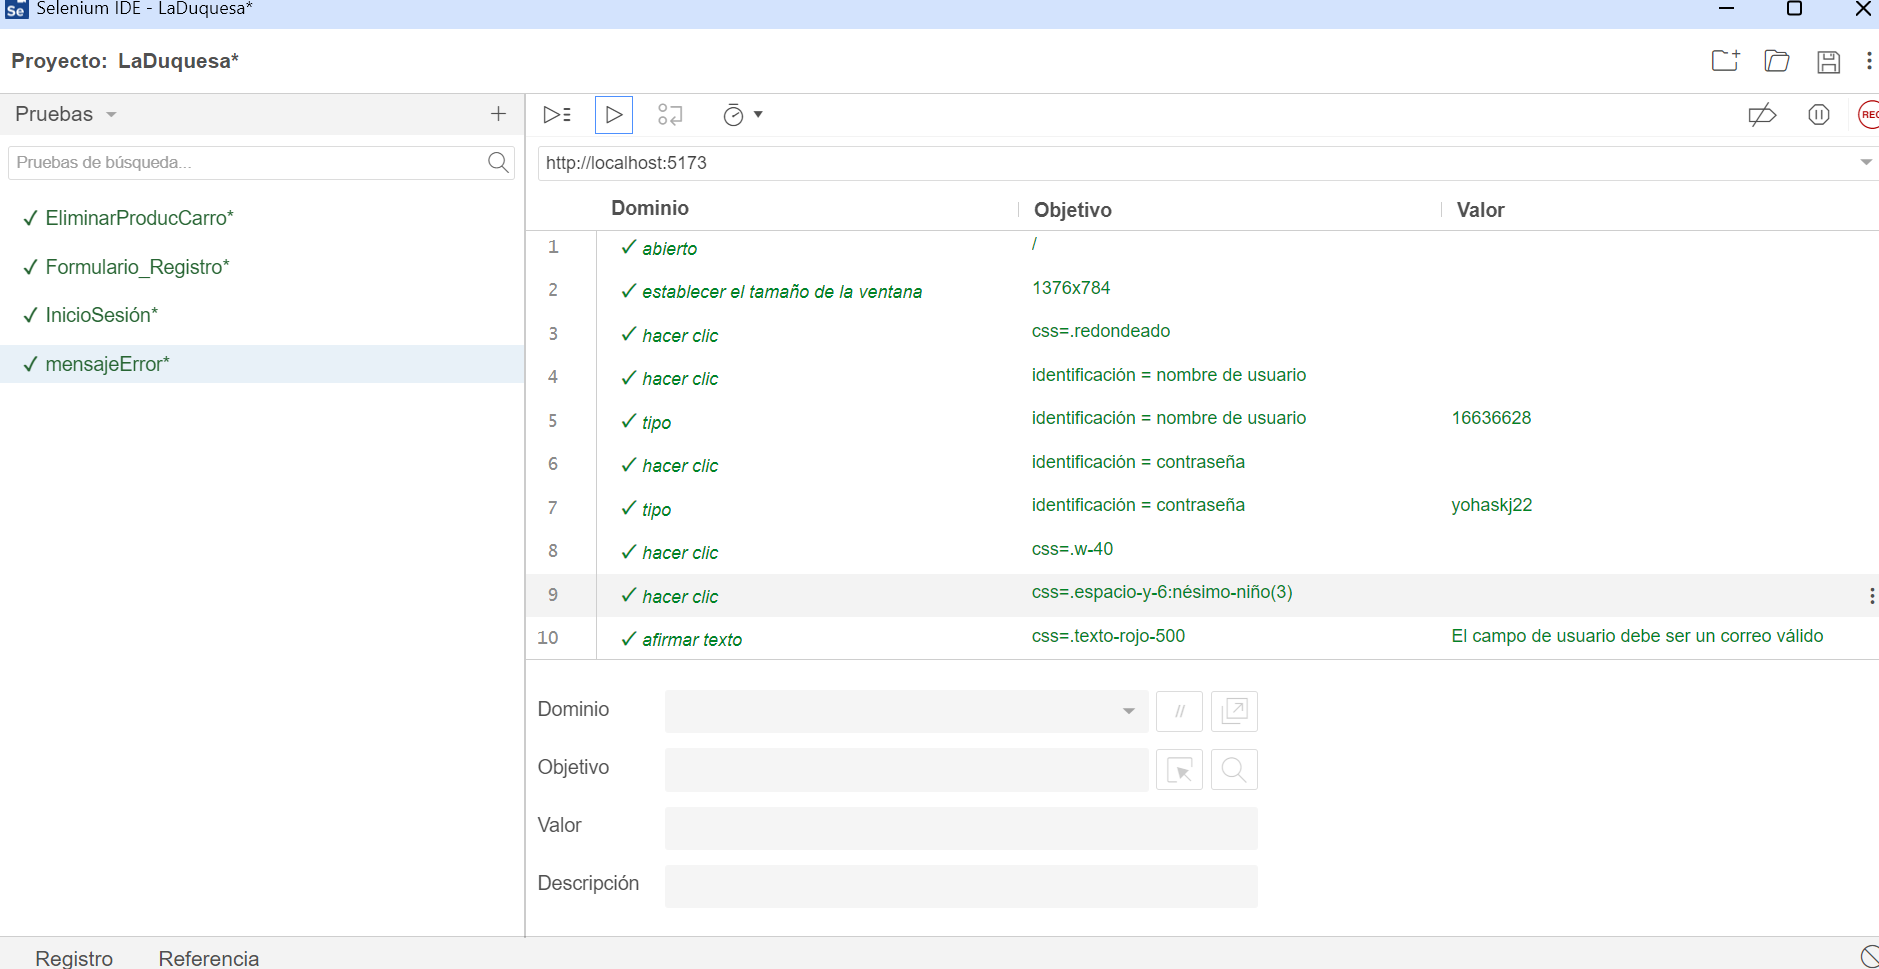 Selenium IDE - LaDuquesa*
Proyecto: LaDuquesa*
Pruebas
Pruebas de búsqueda...
✓ EliminarProducCarro*
✓ Formulario_Registro*
✓ InicioSesión*
✓ mensajeError*
REC
http://localhost:5173
Dominio Objetivo Valor
1 ✓ abierto /
2 ✓ establecer el tamaño de la ventana 1376x784
3 ✓ hacer clic css=.redondeado
4 ✓ hacer clic identificación = nombre de usuario
5 ✓ tipo identificación = nombre de usuario 16636628
6 ✓ hacer clic identificación = contraseña
7 ✓ tipo identificación = contraseña yohaskj22
8 ✓ hacer clic css=.w-40
9 ✓ hacer clic css=.espacio-y-6:nésimo-niño(3)
10 ✓ afirmar texto css=.texto-rojo-500 El campo de usuario debe ser un correo válido
Dominio //
Objetivo
Valor
Descripción
Registro Referencia